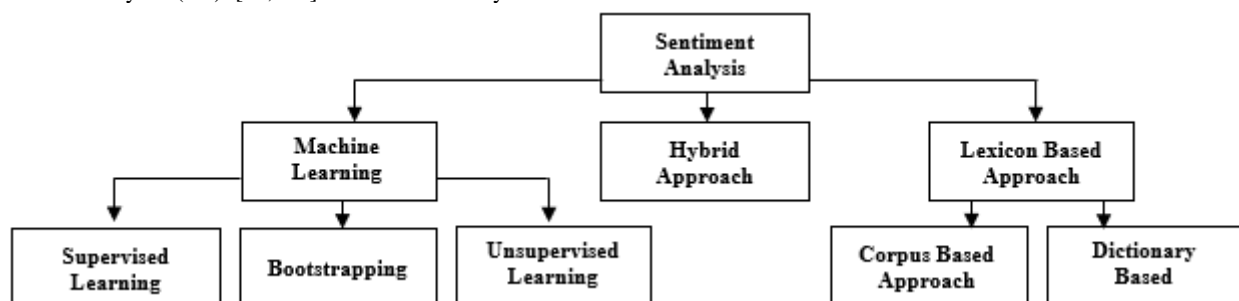 Sentiment
Analysis
Machine
Learning
Hybrid
Approach
Lexicon Based
Approach
Supervised
Learning
Bootstrapping
Unsupervised
Learning
Corpus Based
Approach
Dictionary
Based